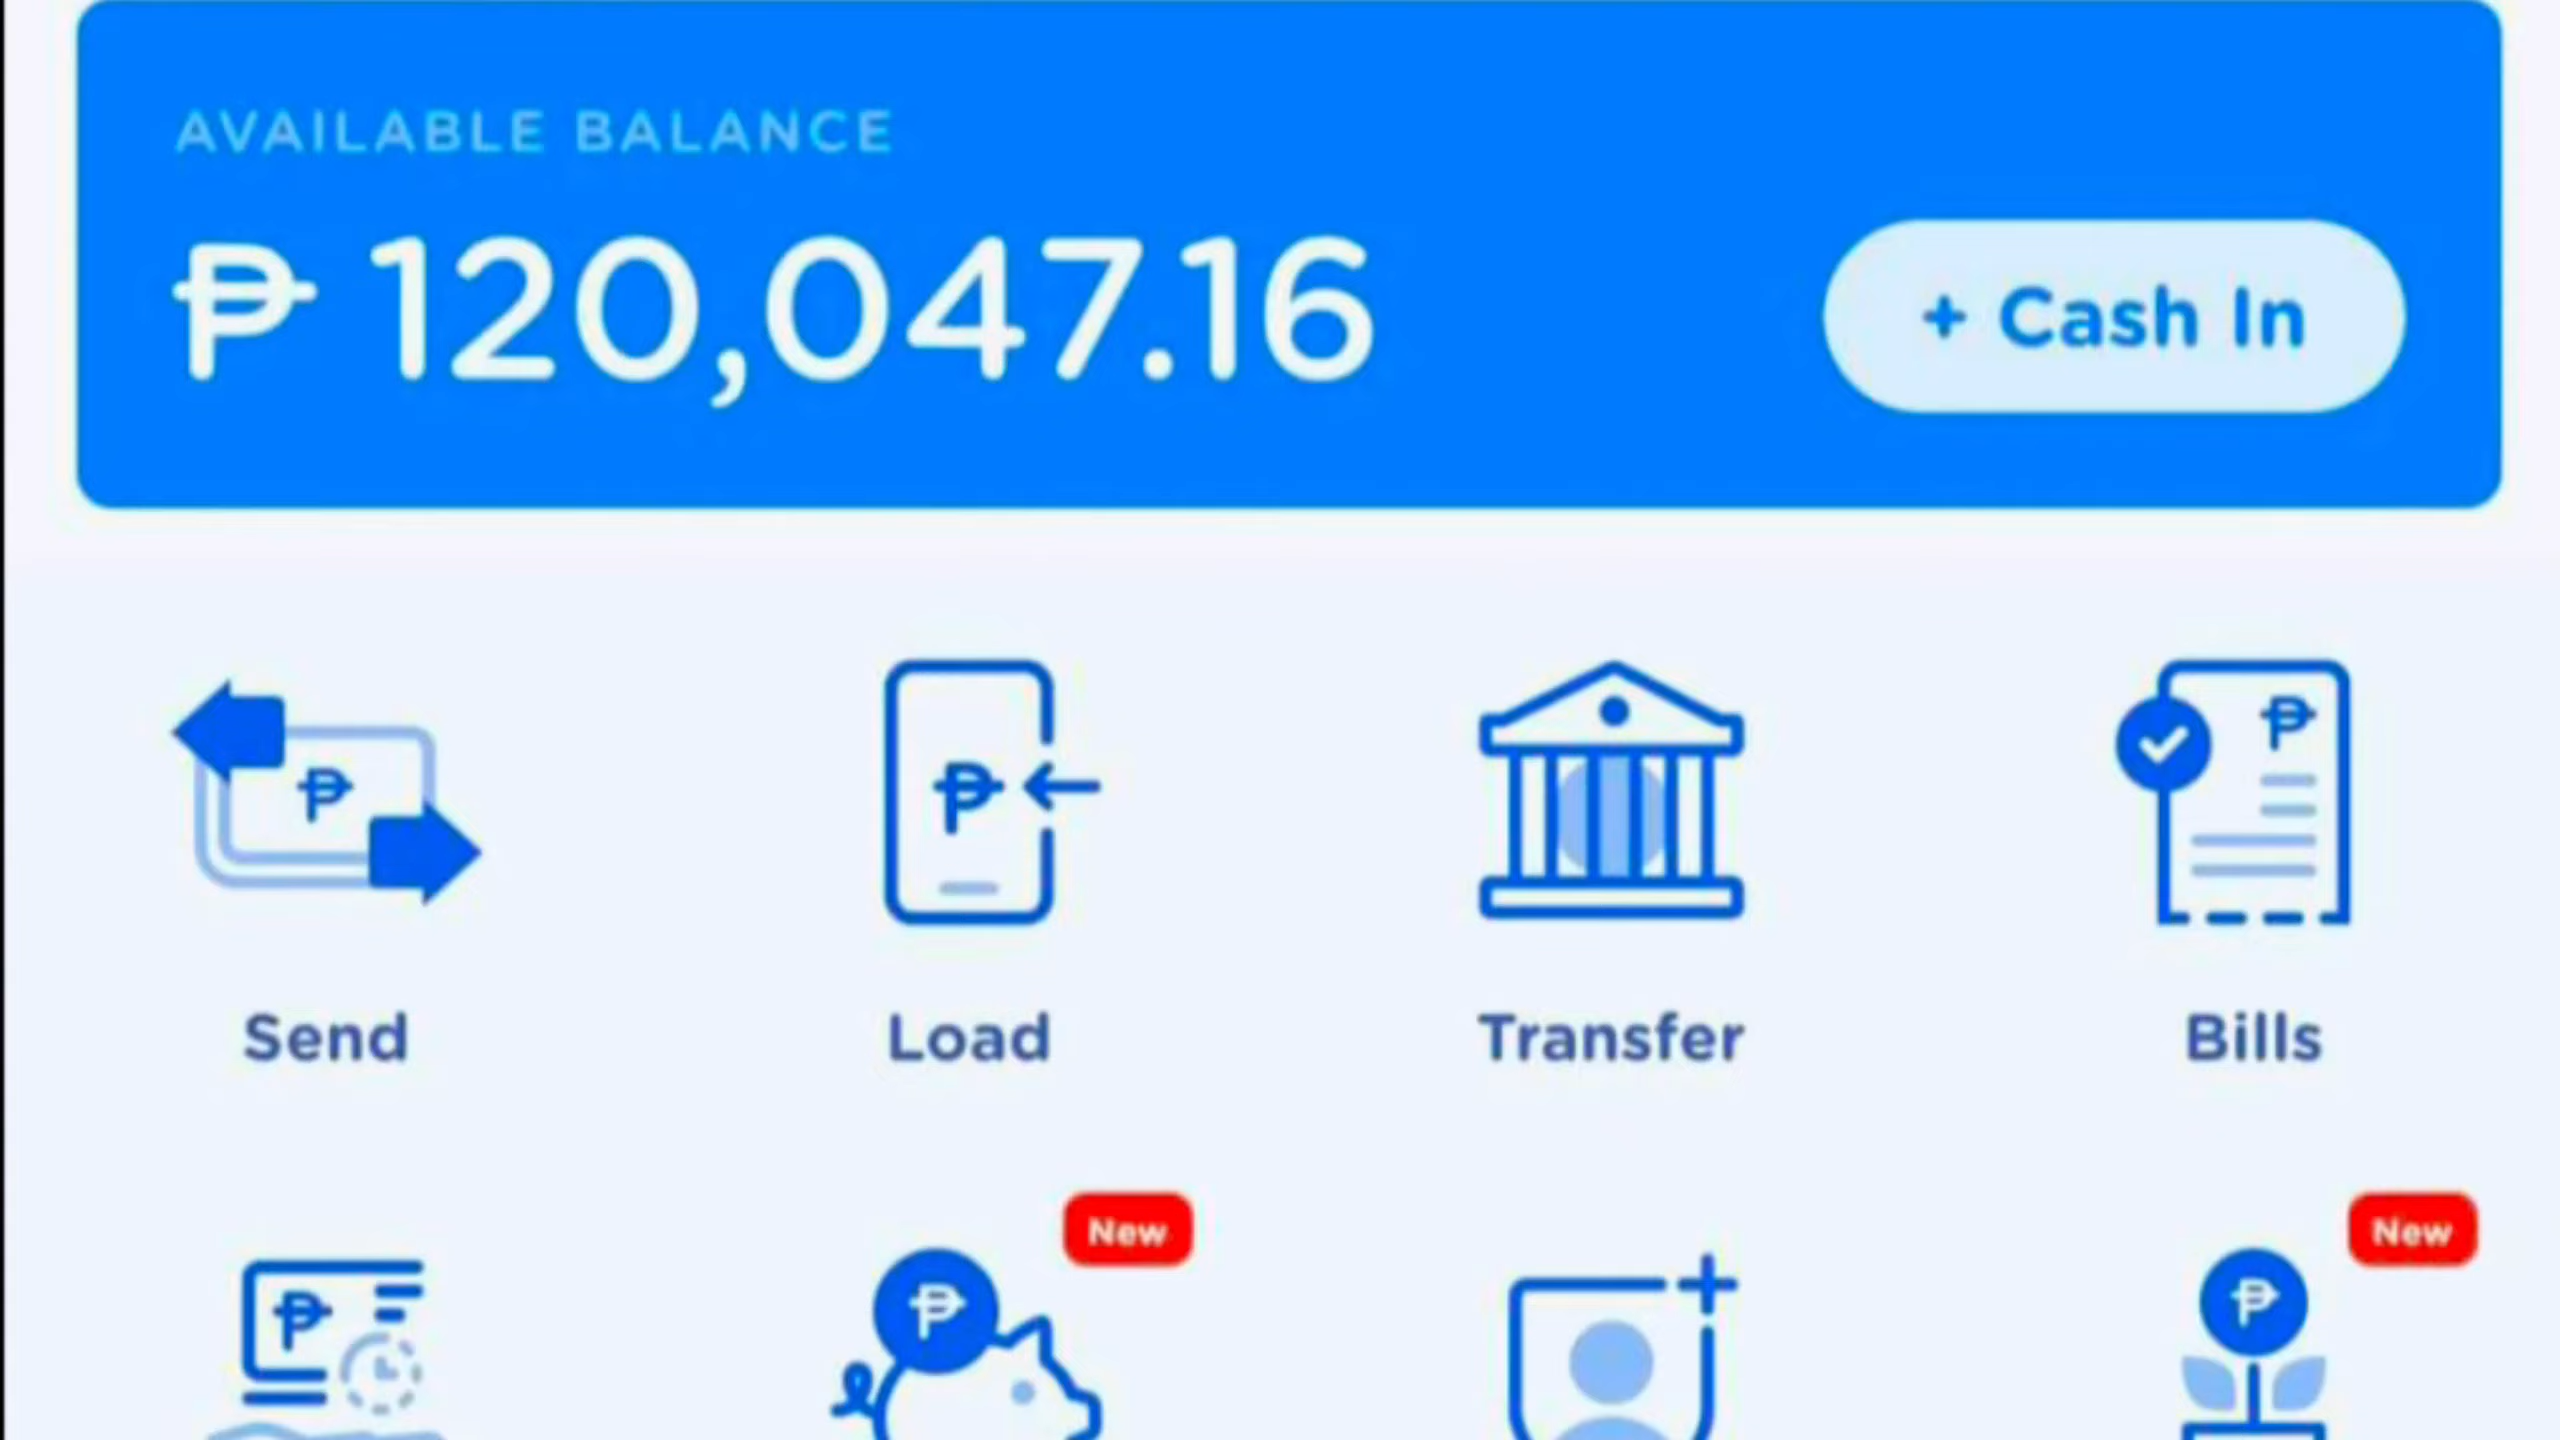 AVAILABLE BALANCE
₱ 120,047.16
+ Cash In
₱
₱
₱
Send
Load
Transfer
Bills
New
New
₱
₱
₱